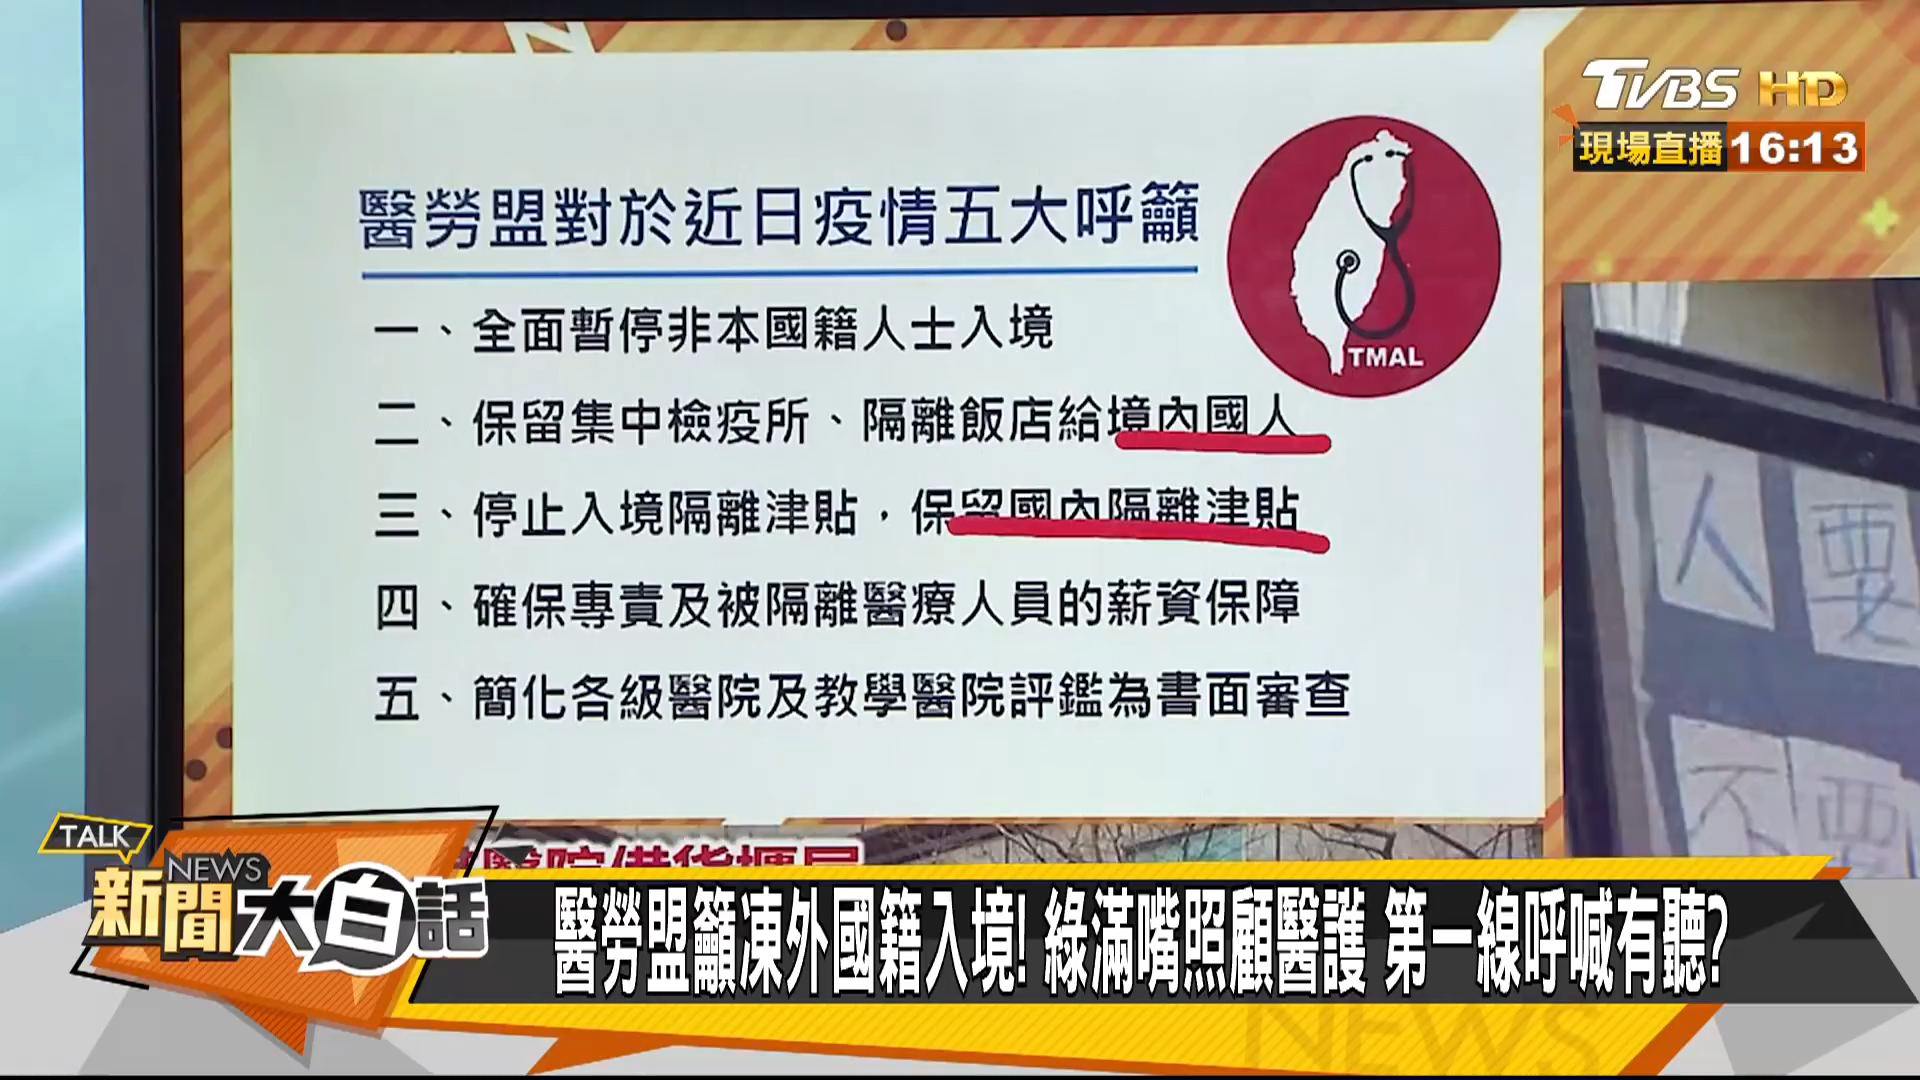 TVBS HD
現場直播 16:13
醫勞盟對於近日疫情五大呼籲
一、全面暫停非本國籍人士入境
二、保留集中檢疫所、隔離飯店給境內國人
三、停止入境隔離津貼，保留國內隔離津貼
四、確保專責及被隔離醫療人員的薪資保障
五、簡化各級醫院及教學醫院評鑑為書面審查
TMAL
人要
不要
TALK
NEWS
新聞大白話
醫勞盟籲凍外國籍入境! 綠滿嘴照顧醫護 第一線呼喊有聽?
NEWS